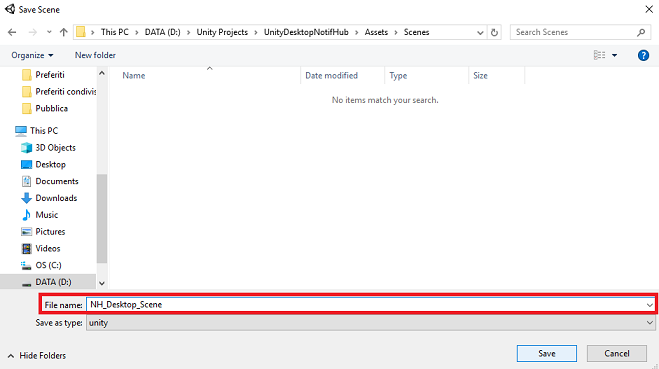 Save Scene
This PC > DATA (D:) > Unity Projects > UnityDesktopNotifHub > Assets > Scenes
Search Scenes
Organize
New folder
Name
Date modified
Type
Size
No items match your search.
Preferiti
Preferiti condivis
Pubblica
This PC
3D Objects
Desktop
Documents
Downloads
Music
Pictures
Videos
OS (C:)
DATA (D:)
File name: NH_Desktop_Scene
Save as type: unity
Hide Folders
Save
Cancel